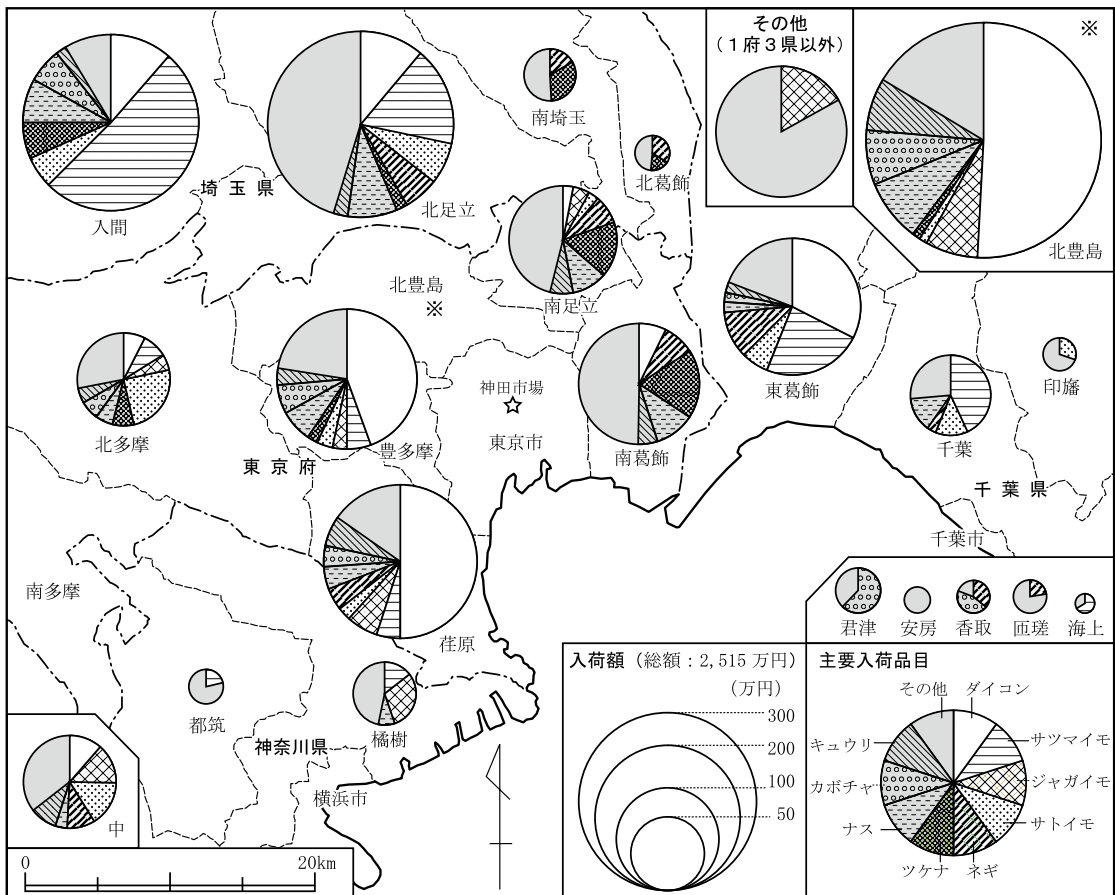 その他
(1府3県以外)
※
南埼玉
北葛飾
埼玉県
北足立
入間
北豊島
南足立
北豊島
※
東葛飾
印旛
神田市場
東京市
千葉
北多摩
豊多摩
南葛飾
東京府
千葉県
千葉市
南多摩
荏原
君津
安房
香取
匝瑳
海上
都筑
橘樹
神奈川県
横浜市
中
0
20km
入荷額(総額:2,515万円)
(万円)
300
200
100
50
主要入荷品目
その他
ダイコン
キュウリ
サツマイモ
カボチャ
ジャガイモ
ナス
サトイモ
ツケナ
ネギ